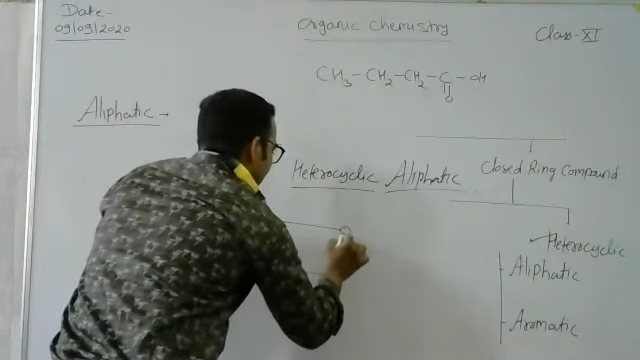 Date-
09/09/2020
Organic Chemistry
Class-XI
CH3-CH2-CH2-C-OH
O
Aliphatic-
Heterocyclic Aliphatic
Closed Ring Compound
Heterocyclic
Aliphatic
Aromatic